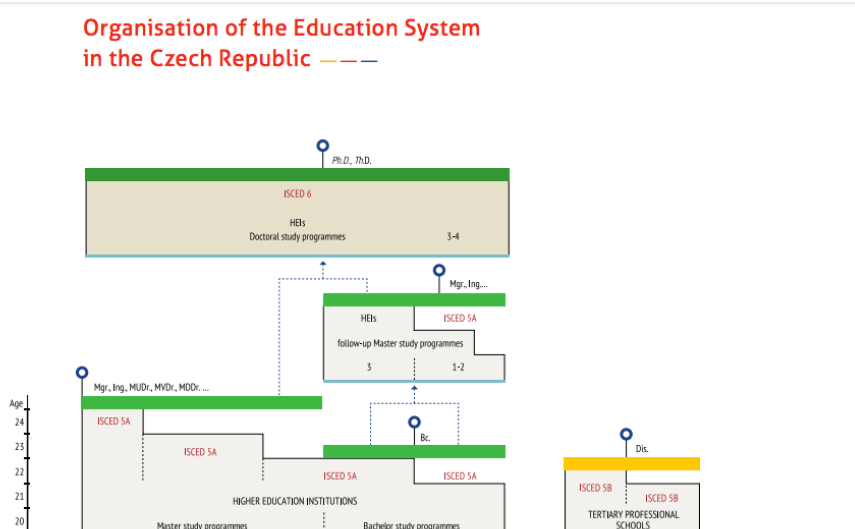 Organisation of the Education System
in the Czech Republic
Ph.D., Th.D.
ISCED 6
HEIs
Doctoral study programmes 3-4
Mgr., Ing....
HEIs ISCED 5A
follow-up Master study programmes
3 1-2
Mgr., Ing., MUDr., MVDr., MDDr. ...
Age
24 ISCED 5A
Bc.
Dis.
23 ISCED 5A
22 ISCED 5A ISCED 5A
ISCED 5B
21 HIGHER EDUCATION INSTITUTIONS
ISCED 5B
TERTIARY PROFESSIONAL
SCHOOLS
20 Master study programmes Bachelor study programmes